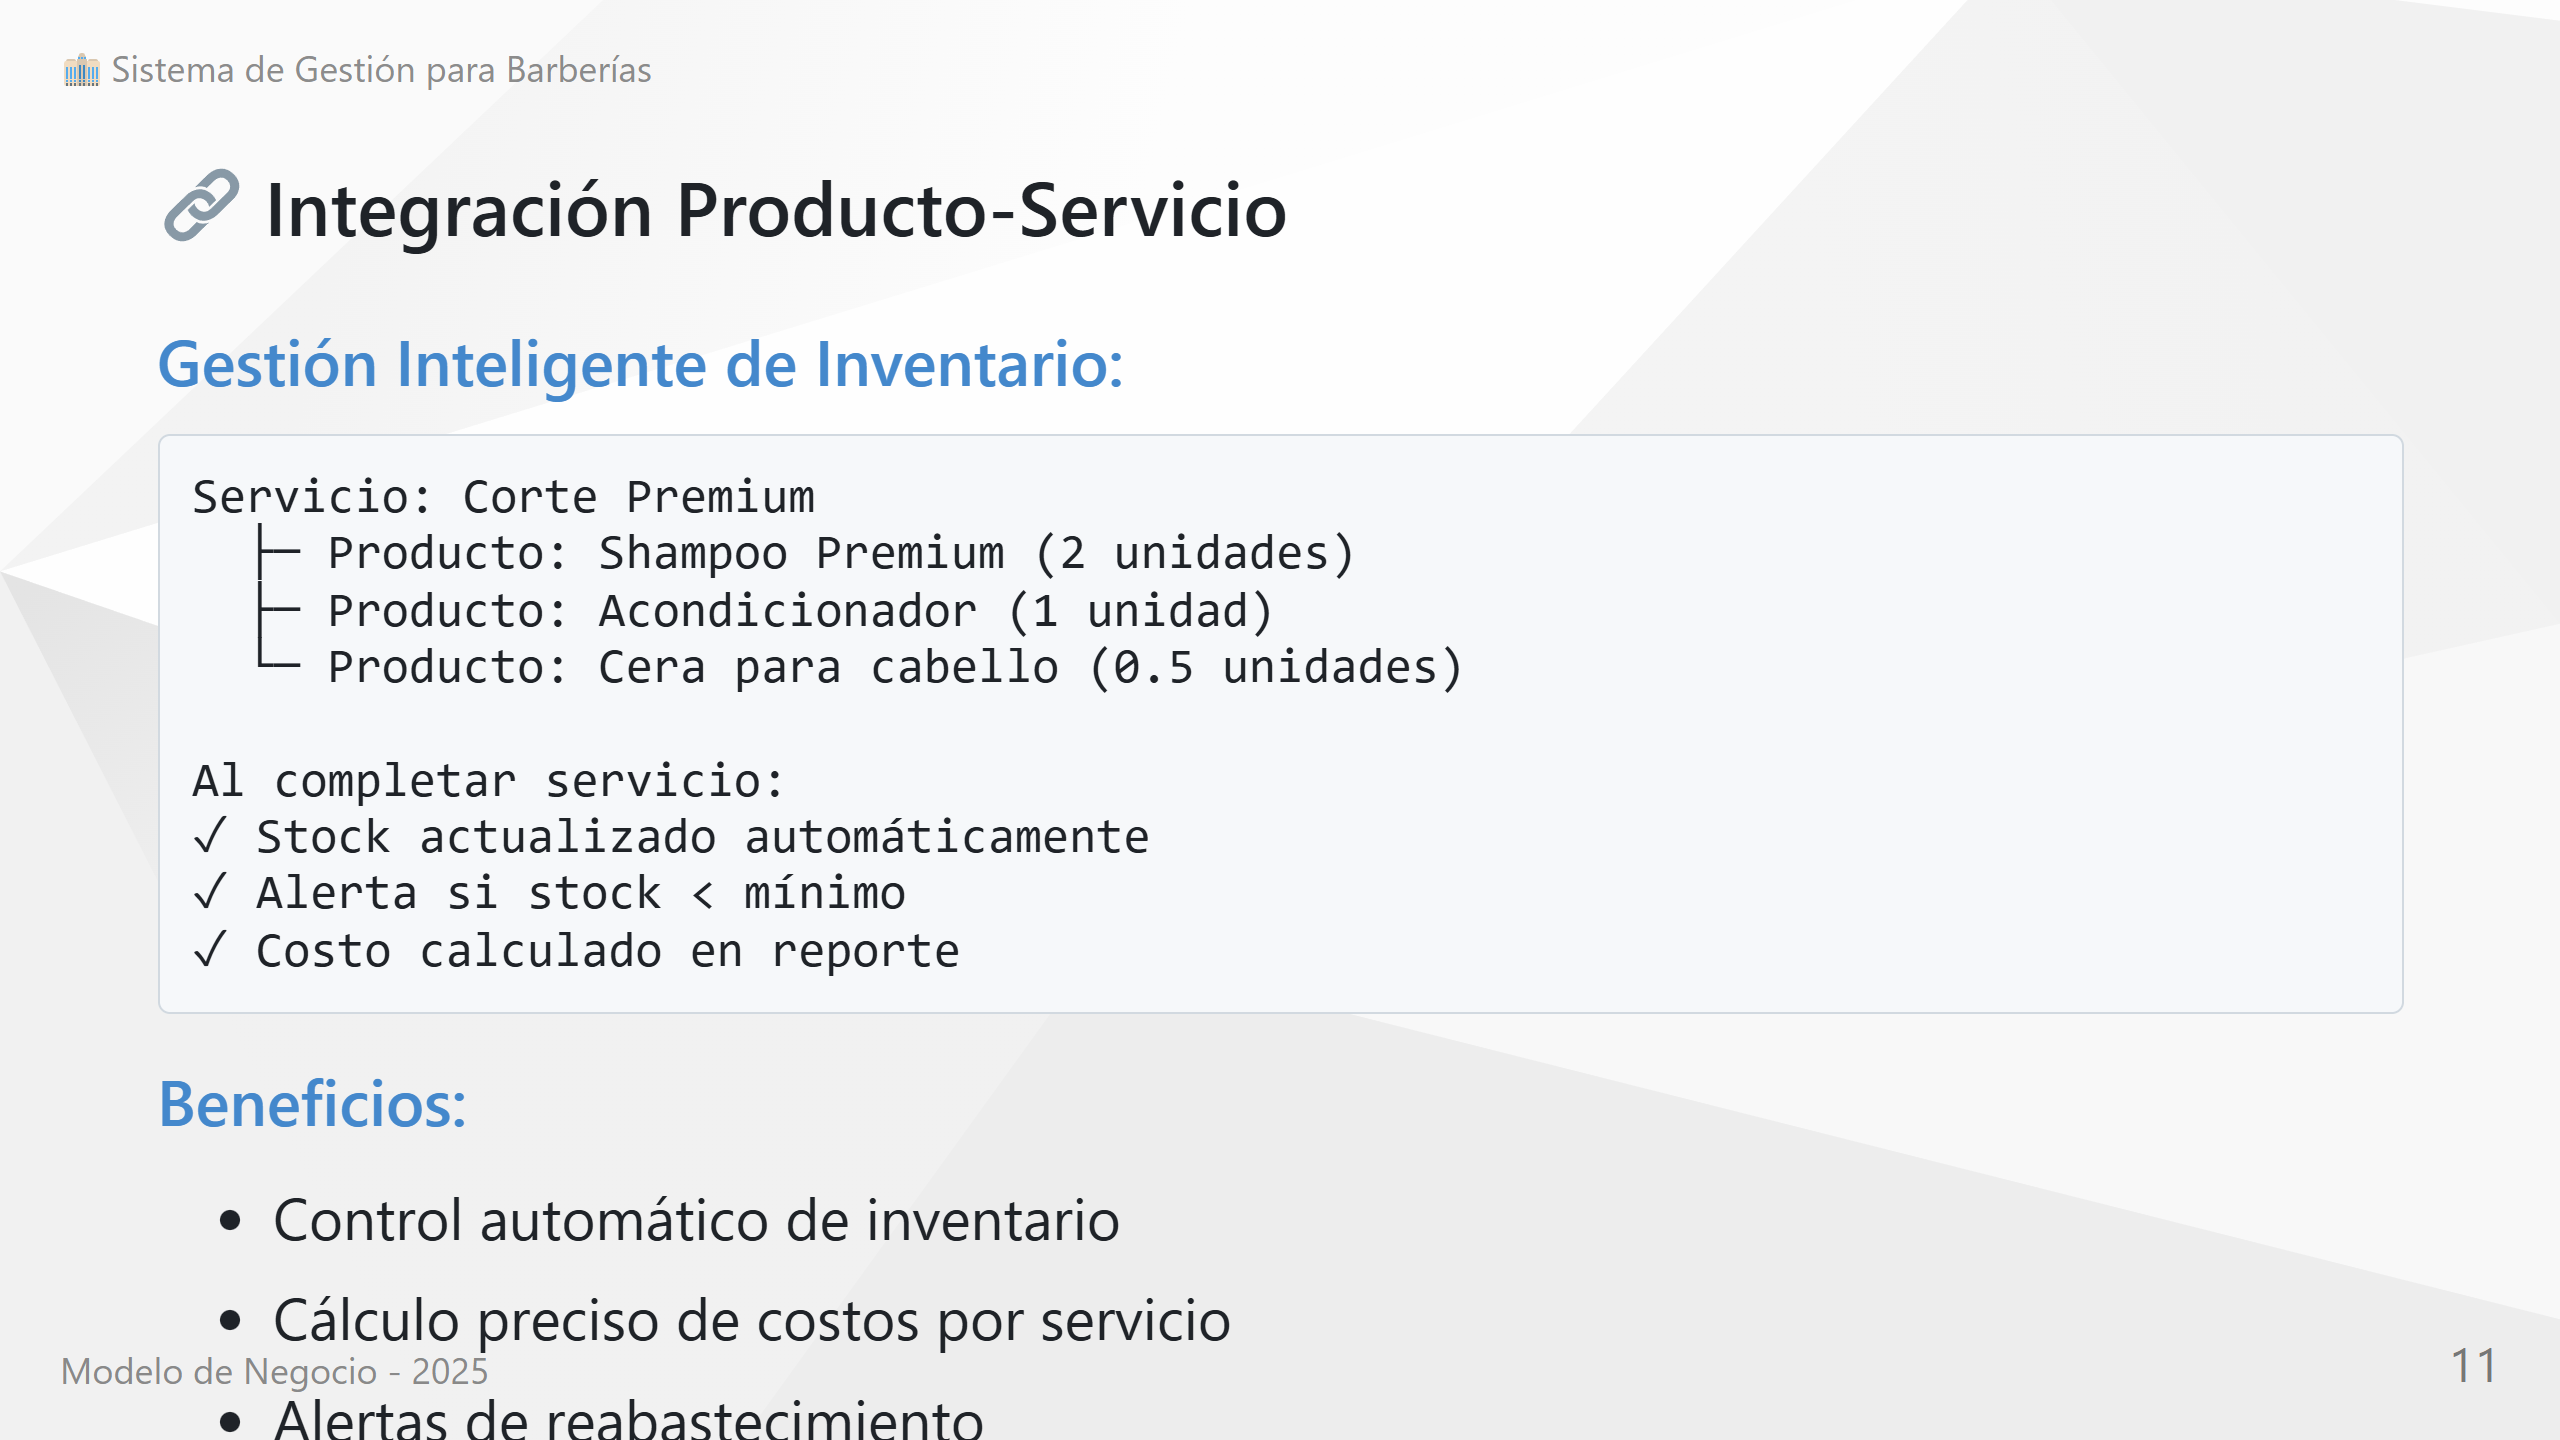 Sistema de Gestión para Barberías
Integración Producto-Servicio
Gestión Inteligente de Inventario:
Servicio: Corte Premium
├─ Producto: Shampoo Premium (2 unidades)
├─ Producto: Acondicionador (1 unidad)
└─ Producto: Cera para cabello (0.5 unidades)
Al completar servicio:
✓ Stock actualizado automáticamente
✓ Alerta si stock < mínimo
✓ Costo calculado en reporte
Beneficios:
• Control automático de inventario
• Cálculo preciso de costos por servicio
Modelo de Negocio - 2025
11
• Alertas de reabastecimiento